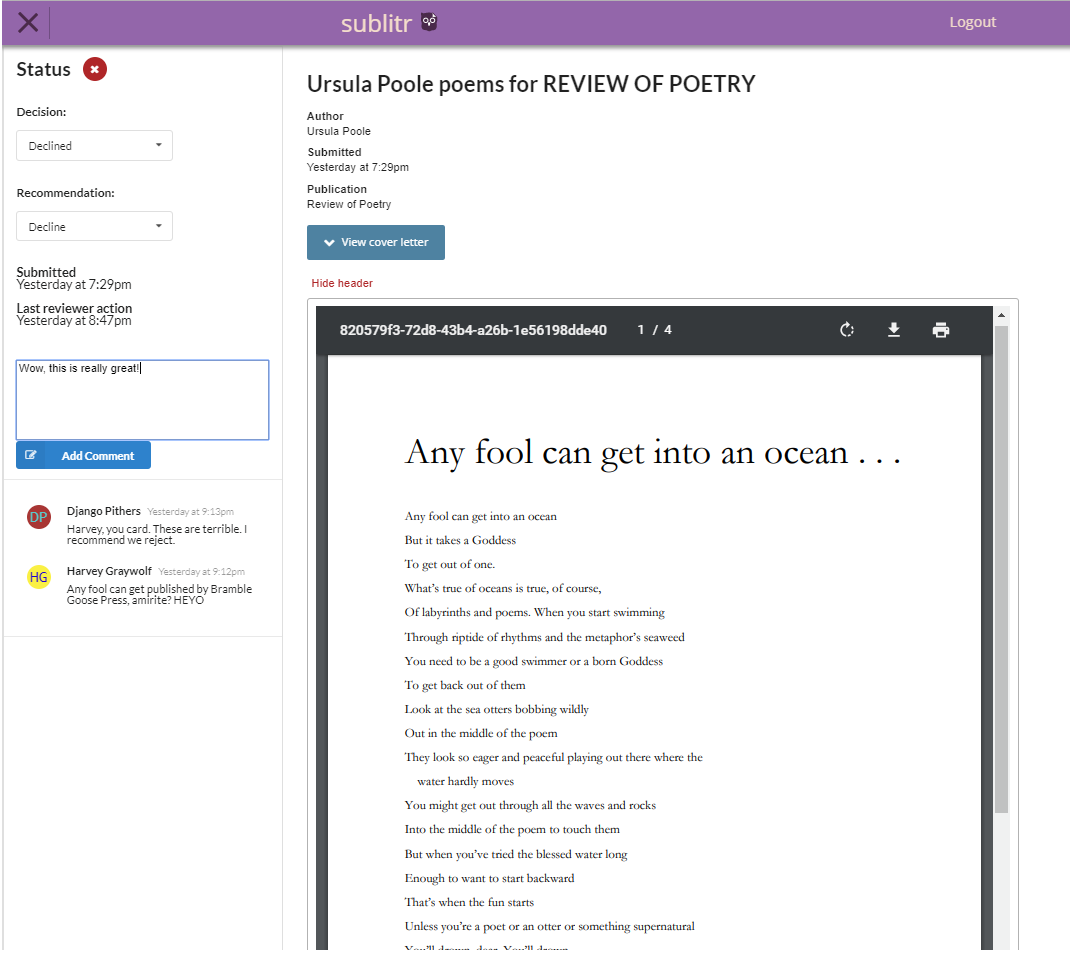 sublitr
Logout
Status
Decision:
Declined
Recommendation:
Decline
Submitted
Yesterday at 7:29pm
Last reviewer action
Yesterday at 8:47pm
Wow, this is really great!
Add Comment
DP
Django Pithers Yesterday at 9:13pm
Harvey, you card. These are terrible. I
recommend we reject.
HG
Harvey Graywolf Yesterday at 9:12pm
Any fool can get published by Bramble
Goose Press, amirite? HEYO
Ursula Poole poems for REVIEW OF POETRY
Author
Ursula Poole
Submitted
Yesterday at 7:29pm
Publication
Review of Poetry
View cover letter
Hide header
820579f3-72d8-43b4-a26b-1e56198dde40 1 / 4
Any fool can get into an ocean . . .
Any fool can get into an ocean
But it takes a Goddess
To get out of one.
What’s true of oceans is true, of course,
Of labyrinths and poems. When you start swimming
Through riptide of rhythms and the metaphor’s seaweed
You need to be a good swimmer or a born Goddess
To get back out of them
Look at the sea otters bobbing wildly
Out in the middle of the poem
They look so eager and peaceful playing out there where the
water hardly moves
You might get out through all the waves and rocks
Into the middle of the poem to touch them
But when you’ve tried the blessed water long
Enough to want to start backward
That’s when the fun starts
Unless you’re a poet or an otter or something supernatural
You’ll drown, dear. You’ll drown